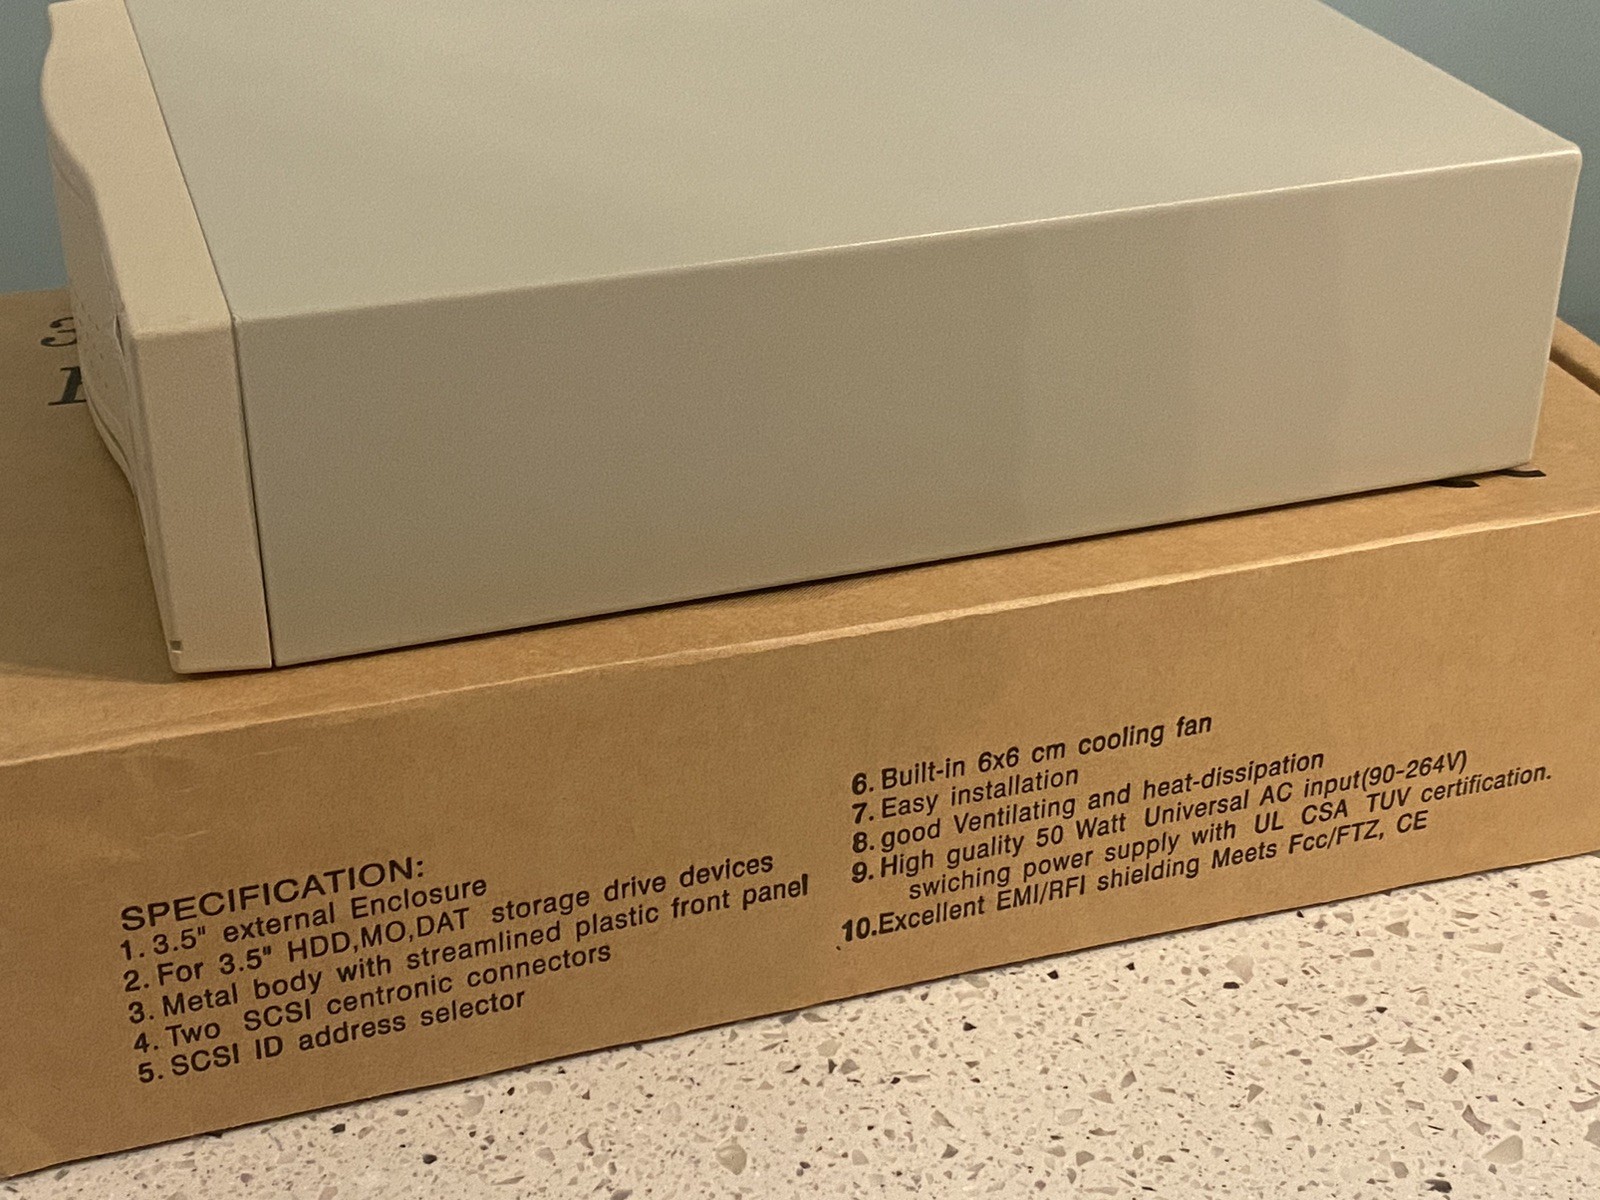 3
SPECIFICATION:
1. 3.5" external Enclosure
2. For 3.5" HDD,MO,DAT storage drive devices
3. Metal body with streamlined plastic front panel
4. Two SCSI centronic connectors
5. SCSI ID address selector
6. Built-in 6x6 cm cooling fan
7. Easy installation
8. good Ventilating and heat-dissipation
9. High guality 50 Watt Universal AC input(90-264V)
swiching power supply with UL CSA TUV certification.
10.Excellent EMI/RFI shielding Meets Fcc/FTZ, CE